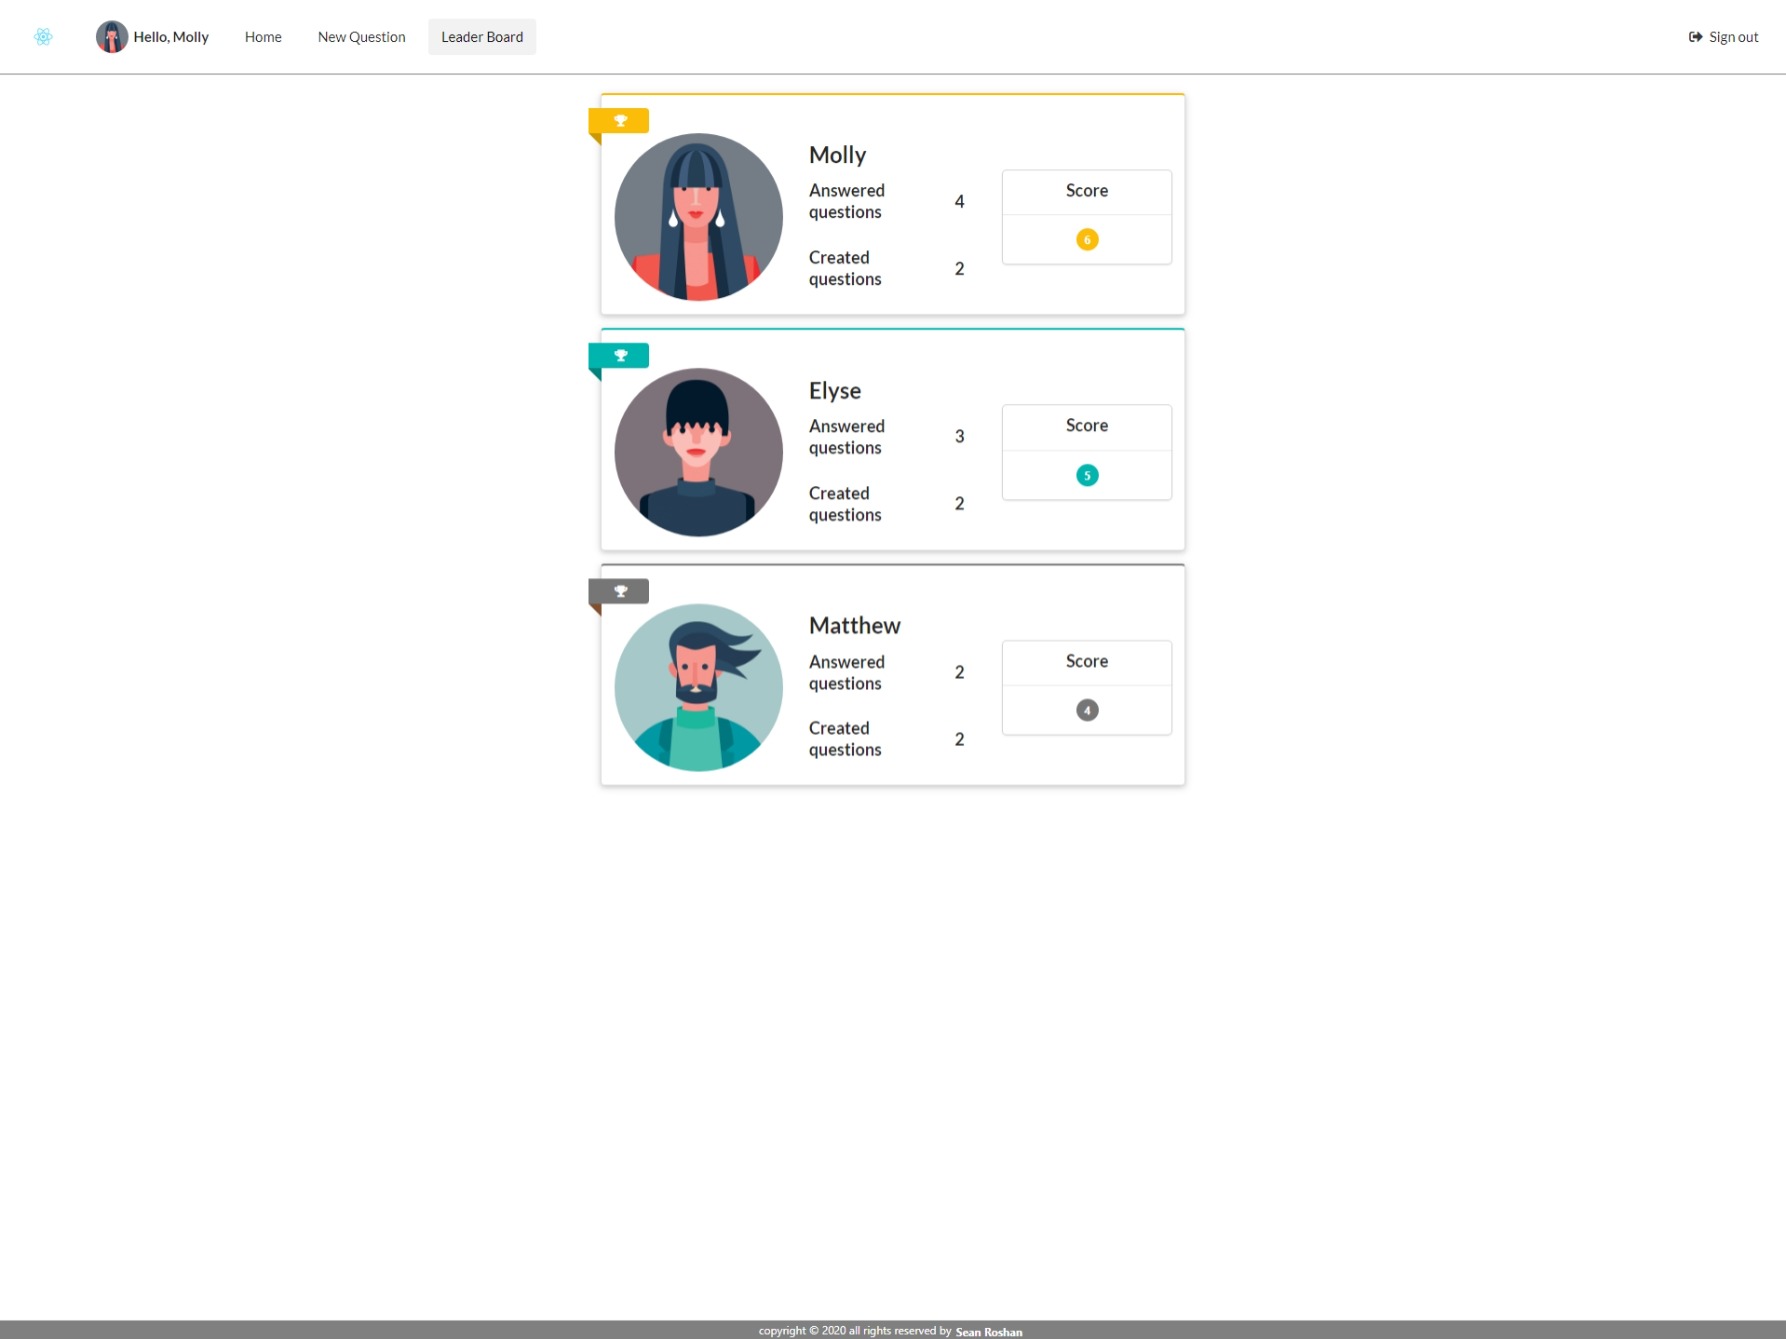 Hello, Molly Home New Question Leader Board Sign out
Molly
Answered
questions
4
Created
questions
2
Score
6
Elyse
Answered
questions
3
Created
questions
2
Score
5
Matthew
Answered
questions
2
Created
questions
2
Score
4
copyright © 2020 all rights reserved by Sean Roshan